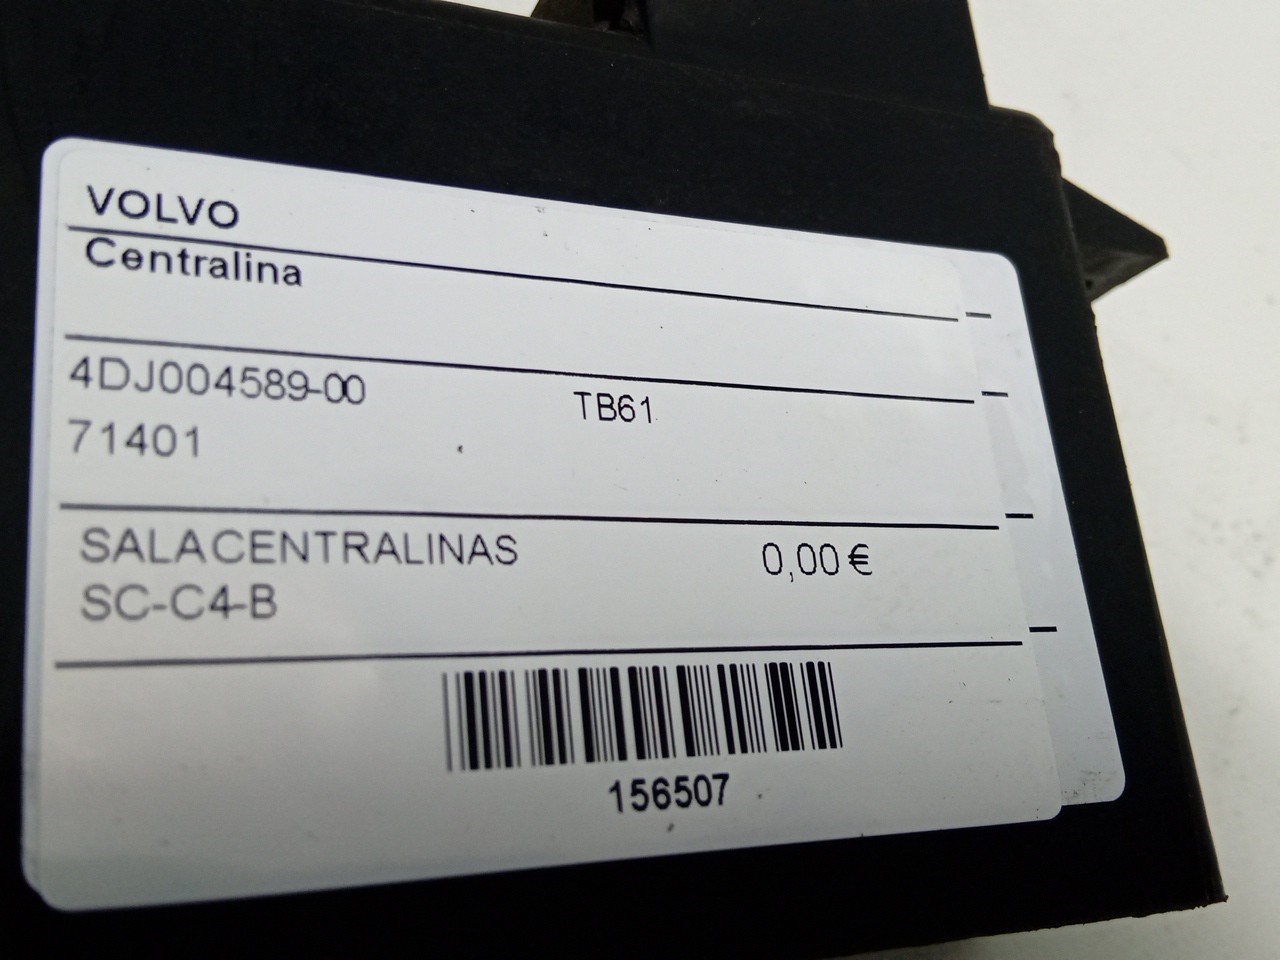 VOLVO
Centralina
4DJ004589-00 TB61
71401
SALACENTRALINAS 0,00 €
SC-C4-B
156507